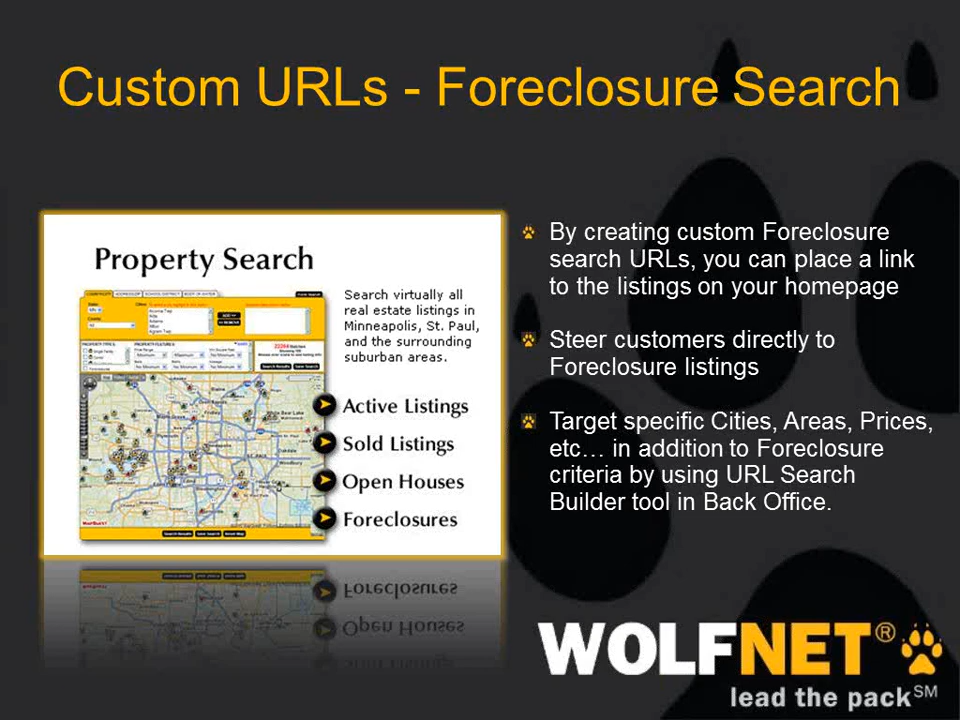 Custom URLs - Foreclosure Search
Property Search
Search virtually all
real estate listings in
Minneapolis, St. Paul,
and the surrounding
suburban areas.
Active Listings
Sold Listings
Open Houses
Foreclosures
By creating custom Foreclosure
search URLs, you can place a link
to the listings on your homepage
Steer customers directly to
Foreclosure listings
Target specific Cities, Areas, Prices,
etc… in addition to Foreclosure
criteria by using URL Search
Builder tool in Back Office.
Foreclosures
Open Houses
WOLFNET®
lead the pack℠